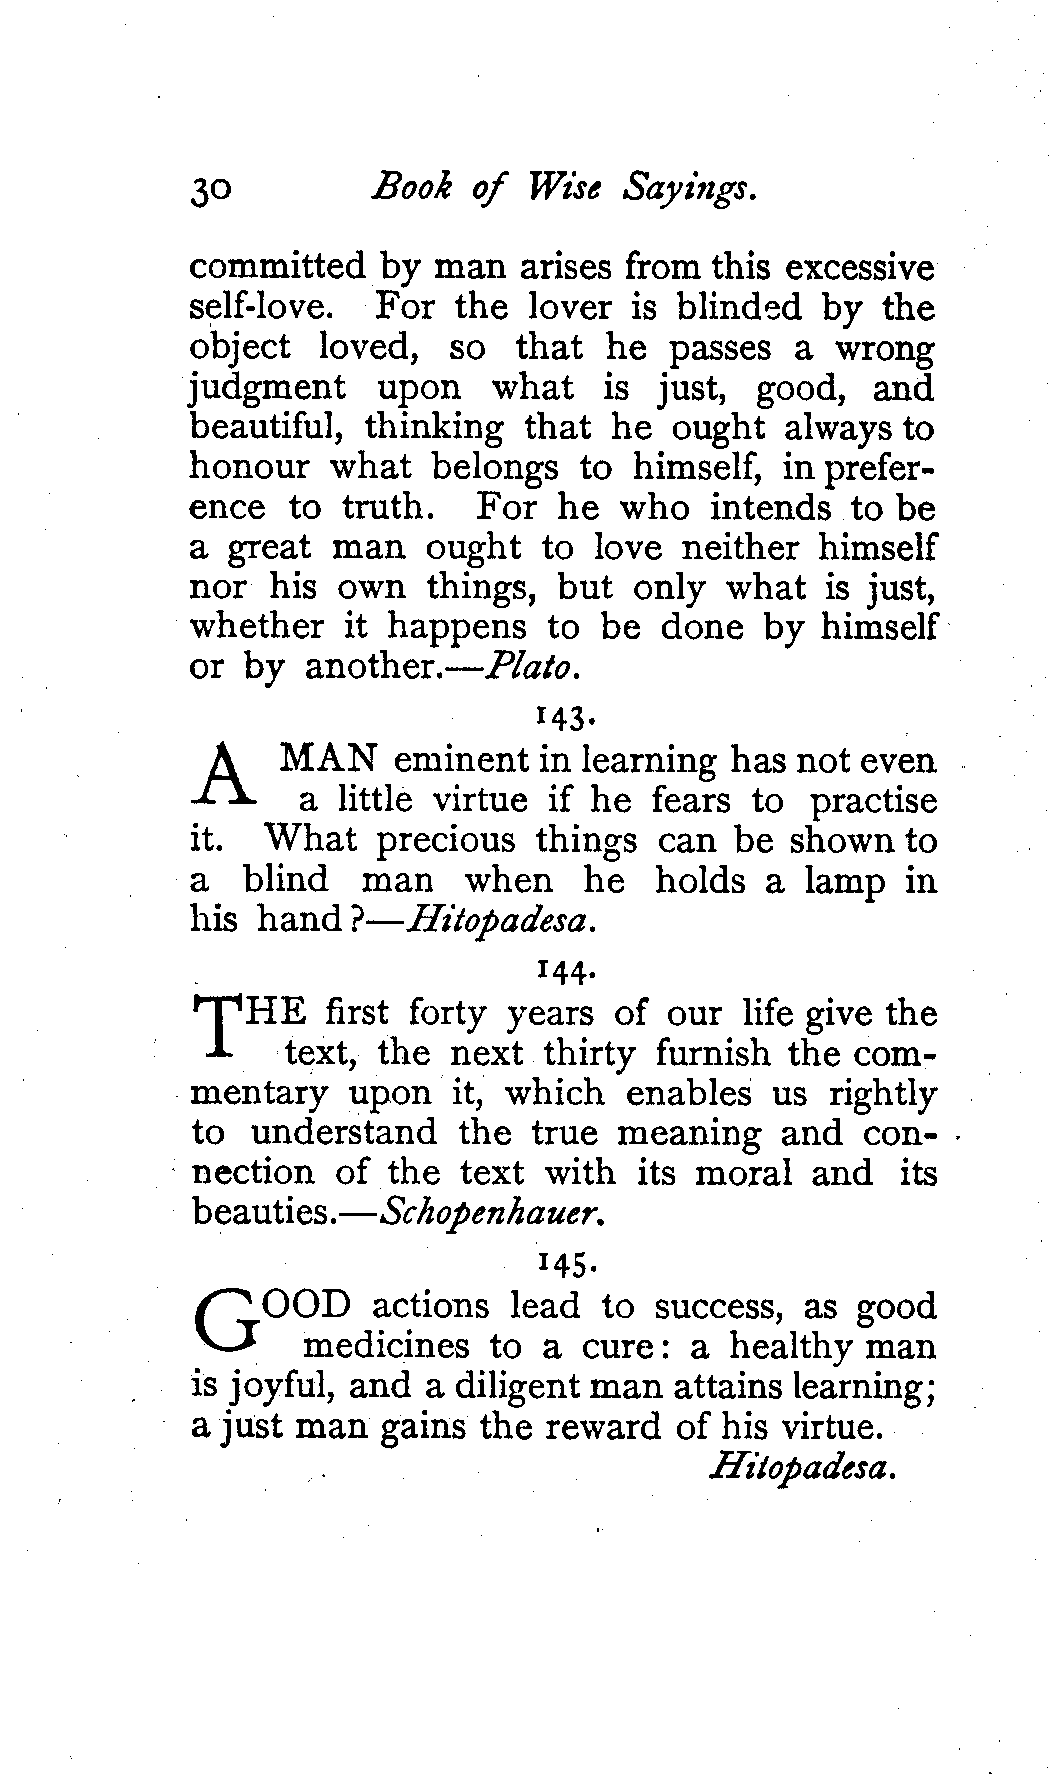 30 Book of Wise Sayings.
committed by man arises from this excessive
self-love. For the lover is blinded by the
object loved, so that he passes a wrong
judgment upon what is just, good, and
beautiful, thinking that he ought always to
honour what belongs to himself, in prefer-
ence to truth. For he who intends to be
a great man ought to love neither himself
nor his own things, but only what is just,
whether it happens to be done by himself
or by another.—Plato.
143.
A MAN eminent in learning has not even
a little virtue if he fears to practise
it. What precious things can be shown to
a blind man when he holds a lamp in
his hand?—Hitopadesa.
144.
THE first forty years of our life give the
text, the next thirty furnish the com-
mentary upon it, which enables us rightly
to understand the true meaning and con-
nection of the text with its moral and its
beauties.—Schopenhauer.
145.
GOOD actions lead to success, as good
medicines to a cure: a healthy man
is joyful, and a diligent man attains learning;
a just man gains the reward of his virtue.
Hitopadesa.